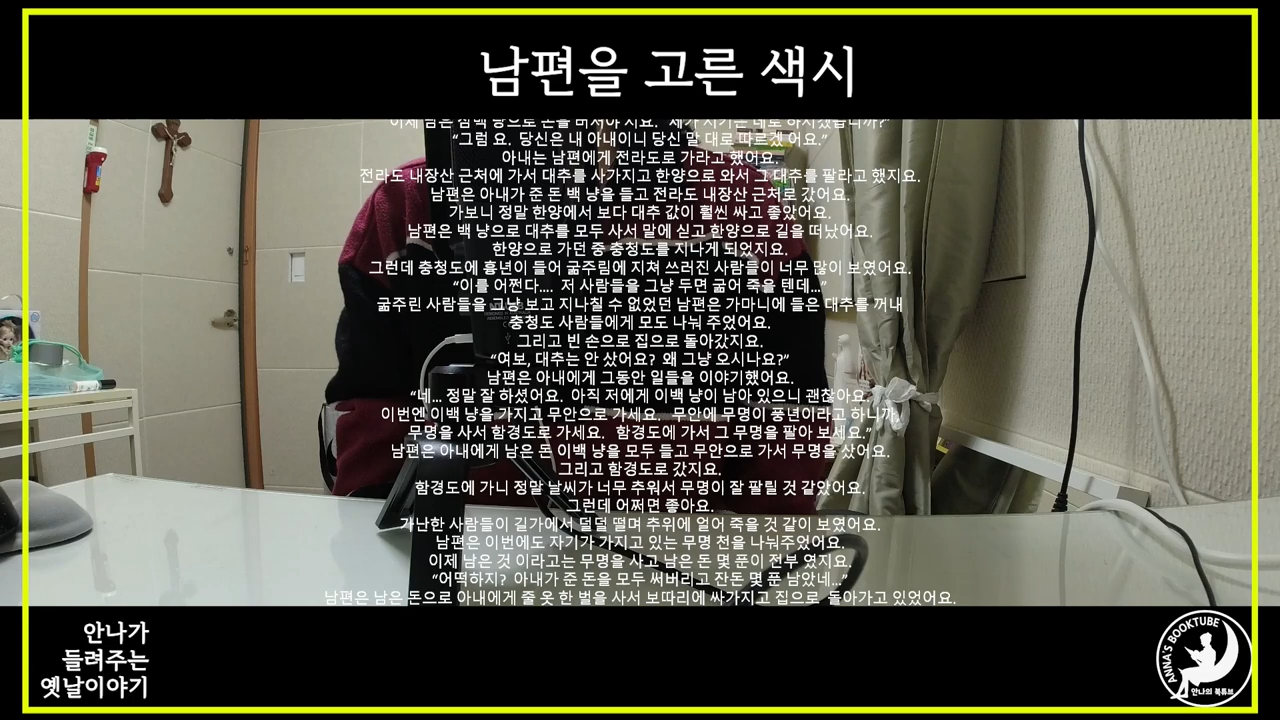 남편을 고른 색시
이제 남은 삼백 냥으로 돈을 벌셔야 지요. 제가 시키는 대로 하시겠습니까?"
“그럼 요. 당신은 내 아내이니 당신 말 대로 따르겠 어요.”
아내는 남편에게 전라도로 가라고 했어요.
전라도 내장산 근처에 가서 대추를 사가지고 한양으로 와서 그 대추를 팔라고 했지요.
남편은 아내가 준 돈 백 냥을 들고 전라도 내장산 근처로 갔어요.
가보니 정말 한양에서 보다 대추 값이 훨씬 싸고 좋았어요.
남편은 백 냥으로 대추를 모두 사서 말에 싣고 한양으로 길을 떠났어요.
한양으로 가던 중 충청도를 지나게 되었지요.
그런데 충청도에 흉년이 들어 굶주림에 지쳐 쓰러진 사람들이 너무 많이 보였어요.
“이를 어쩐다.... 저 사람들을 그냥 두면 굶어 죽을 텐데...”
굶주린 사람들을 그냥 보고 지나칠 수 없었던 남편은 가마니에 들은 대추를 꺼내
충청도 사람들에게 모도 나눠 주었어요.
그리고 빈 손으로 집으로 돌아갔지요.
“여보, 대추는 안 샀어요? 왜 그냥 오시나요?”
남편은 아내에게 그동안 일들을 이야기했어요.
“네... 정말 잘 하셨어요. 아직 저에게 이백 냥이 남아 있으니 괜찮아요.
이번엔 이백 냥을 가지고 무안으로 가세요. 무안에 무명이 풍년이라고 하니까,
무명을 사서 함경도로 가세요. 함경도에 가서 그 무명을 팔아 보세요.”
남편은 아내에게 남은 돈 이백 냥을 모두 들고 무안으로 가서 무명을 샀어요.
그리고 함경도로 갔지요.
함경도에 가니 정말 날씨가 너무 추워서 무명이 잘 팔릴 것 같았어요.
그런데 어쩌면 좋아요.
가난한 사람들이 길가에서 덜덜 떨며 추위에 얼어 죽을 것 같이 보였어요.
남편은 이번에도 자기가 가지고 있는 무명 천을 나눠주었어요.
이제 남은 것 이라고는 무명을 사고 남은 돈 몇 푼이 전부 였지요.
“어떡하지? 아내가 준 돈을 모두 써버리고 잔돈 몇 푼 남았네...”
남편은 남은 돈으로 아내에게 줄 옷 한 벌을 사서 보따리에 싸가지고 집으로 돌아가고 있었어요.
안나가
들려주는
옛날이야기
ANNA'S BOOKTUBE
안나의 북튜브